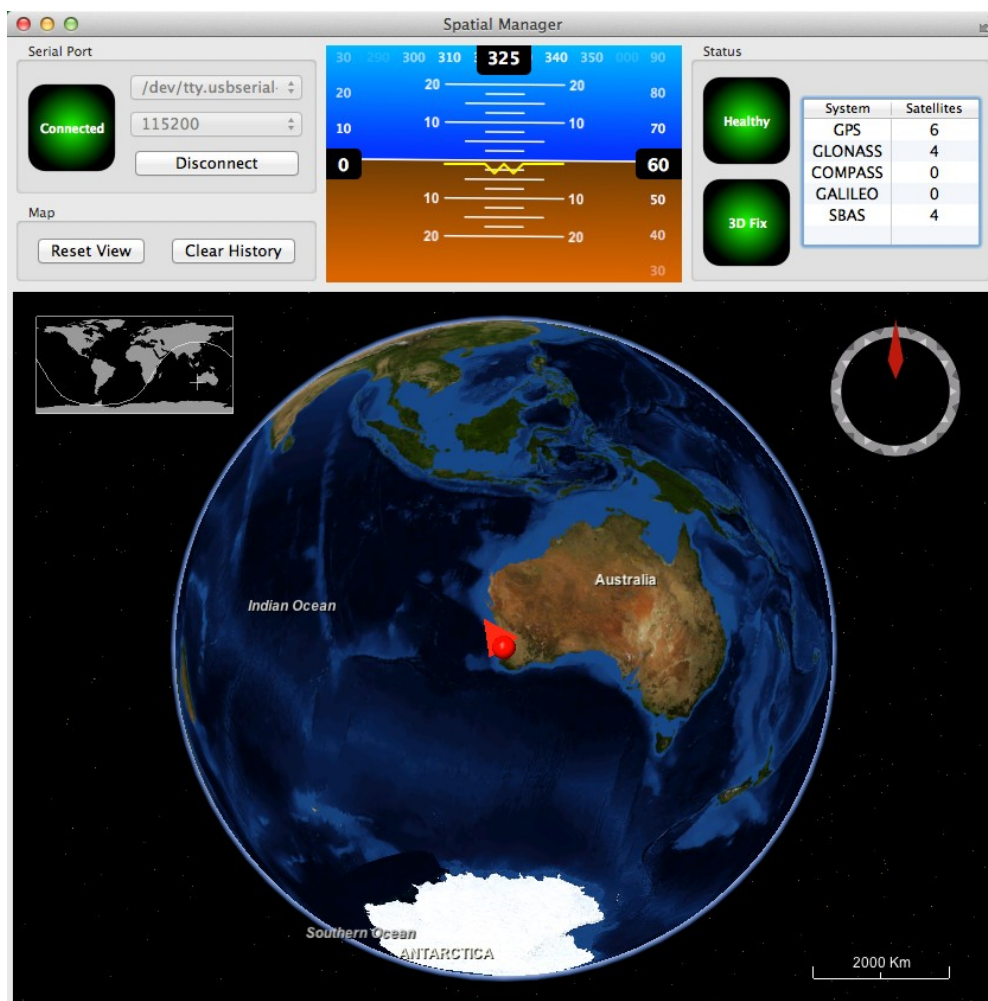 Spatial Manager
Serial Port
Connected
/dev/tty.usbserial-
115200
Disconnect
Map
Reset View
Clear History
30 290 300 310 325 340 350 000 90
20 20 20 80
10 10 10 70
0 60
10 10 50
20 20 40
30
Status
Healthy
3D Fix
System Satellites
GPS 6
GLONASS 4
COMPASS 0
GALILEO 0
SBAS 4
Australia
Indian Ocean
Southern Ocean
ANTARCTICA
2000 Km